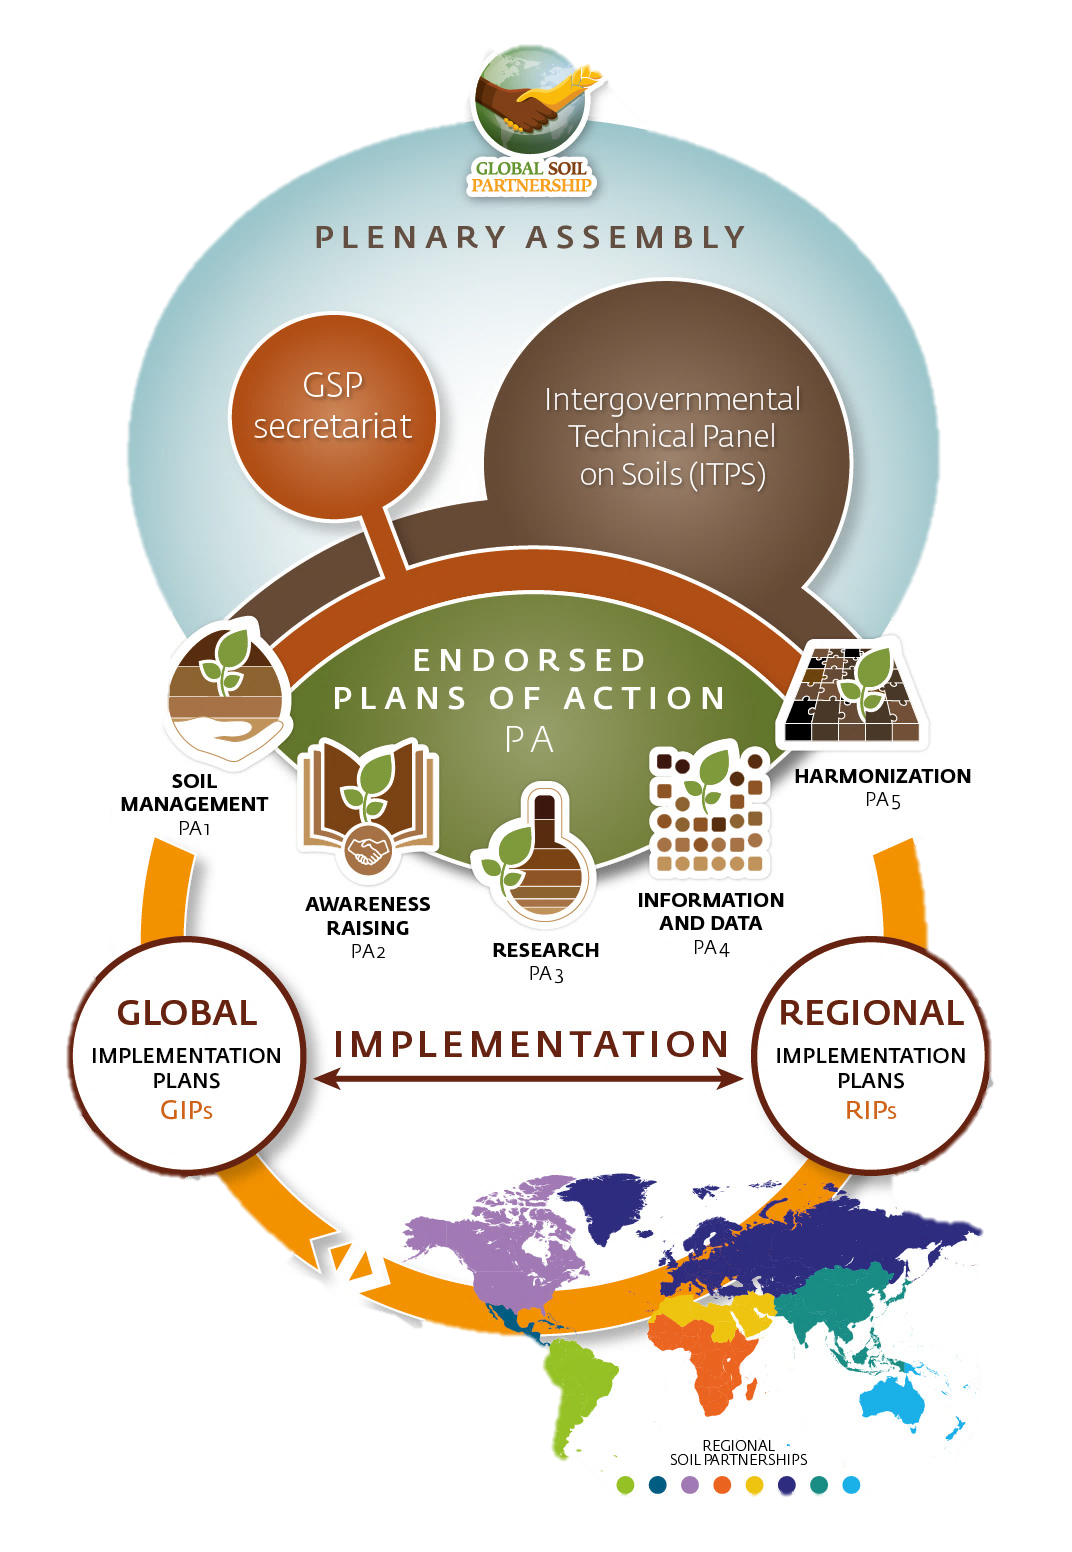 GLOBAL SOIL
PARTNERSHIP
PLENARY ASSEMBLY
GSP
secretariat
Intergovernmental
Technical Panel
on Soils (ITPS)
ENDORSED
PLANS OF ACTION
PA
SOIL
MANAGEMENT
PA1
AWARENESS
RAISING
PA2
RESEARCH
PA3
INFORMATION
AND DATA
PA4
HARMONIZATION
PA5
GLOBAL
IMPLEMENTATION
PLANS
GIPs
IMPLEMENTATION
REGIONAL
IMPLEMENTATION
PLANS
RIPs
REGIONAL
SOIL PARTNERSHIPS